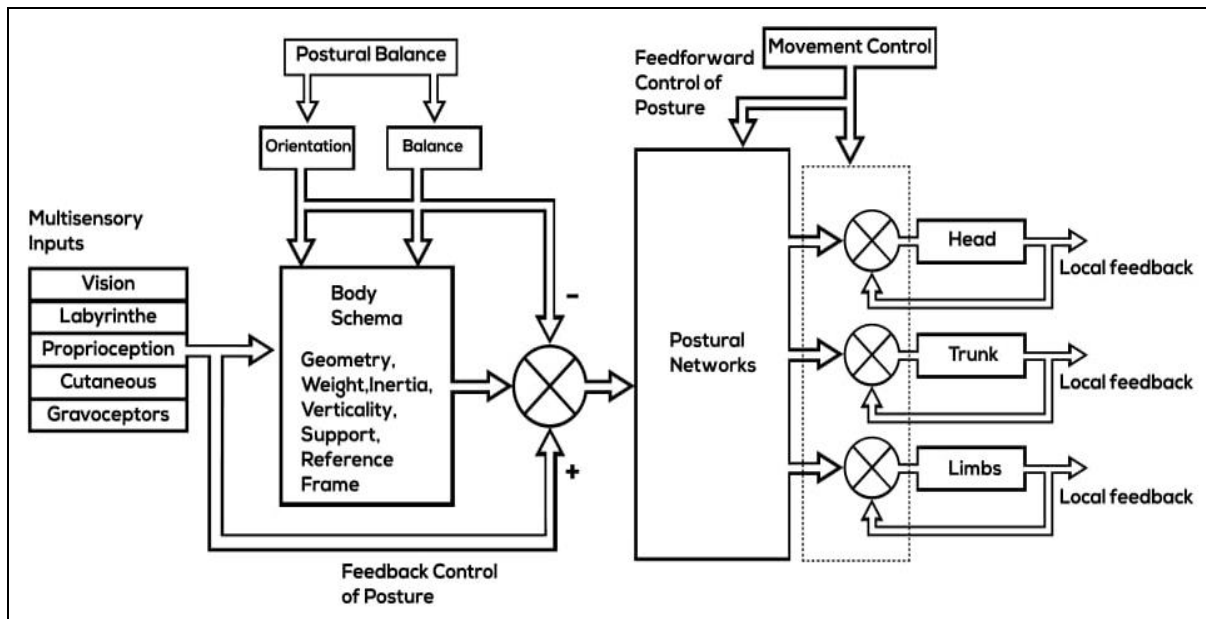 Postural Balance
Orientation
Balance
Multisensory
Inputs
Vision
Labyrinthe
Proprioception
Cutaneous
Gravoceptors
Body
Schema
Geometry,
Weight,Inertia,
Verticality,
Support,
Reference
Frame
-
+
Feedback Control
of Posture
Feedforward
Control of
Posture
Movement Control
Postural
Networks
Head
Local feedback
Trunk
Local feedback
Limbs
Local feedback